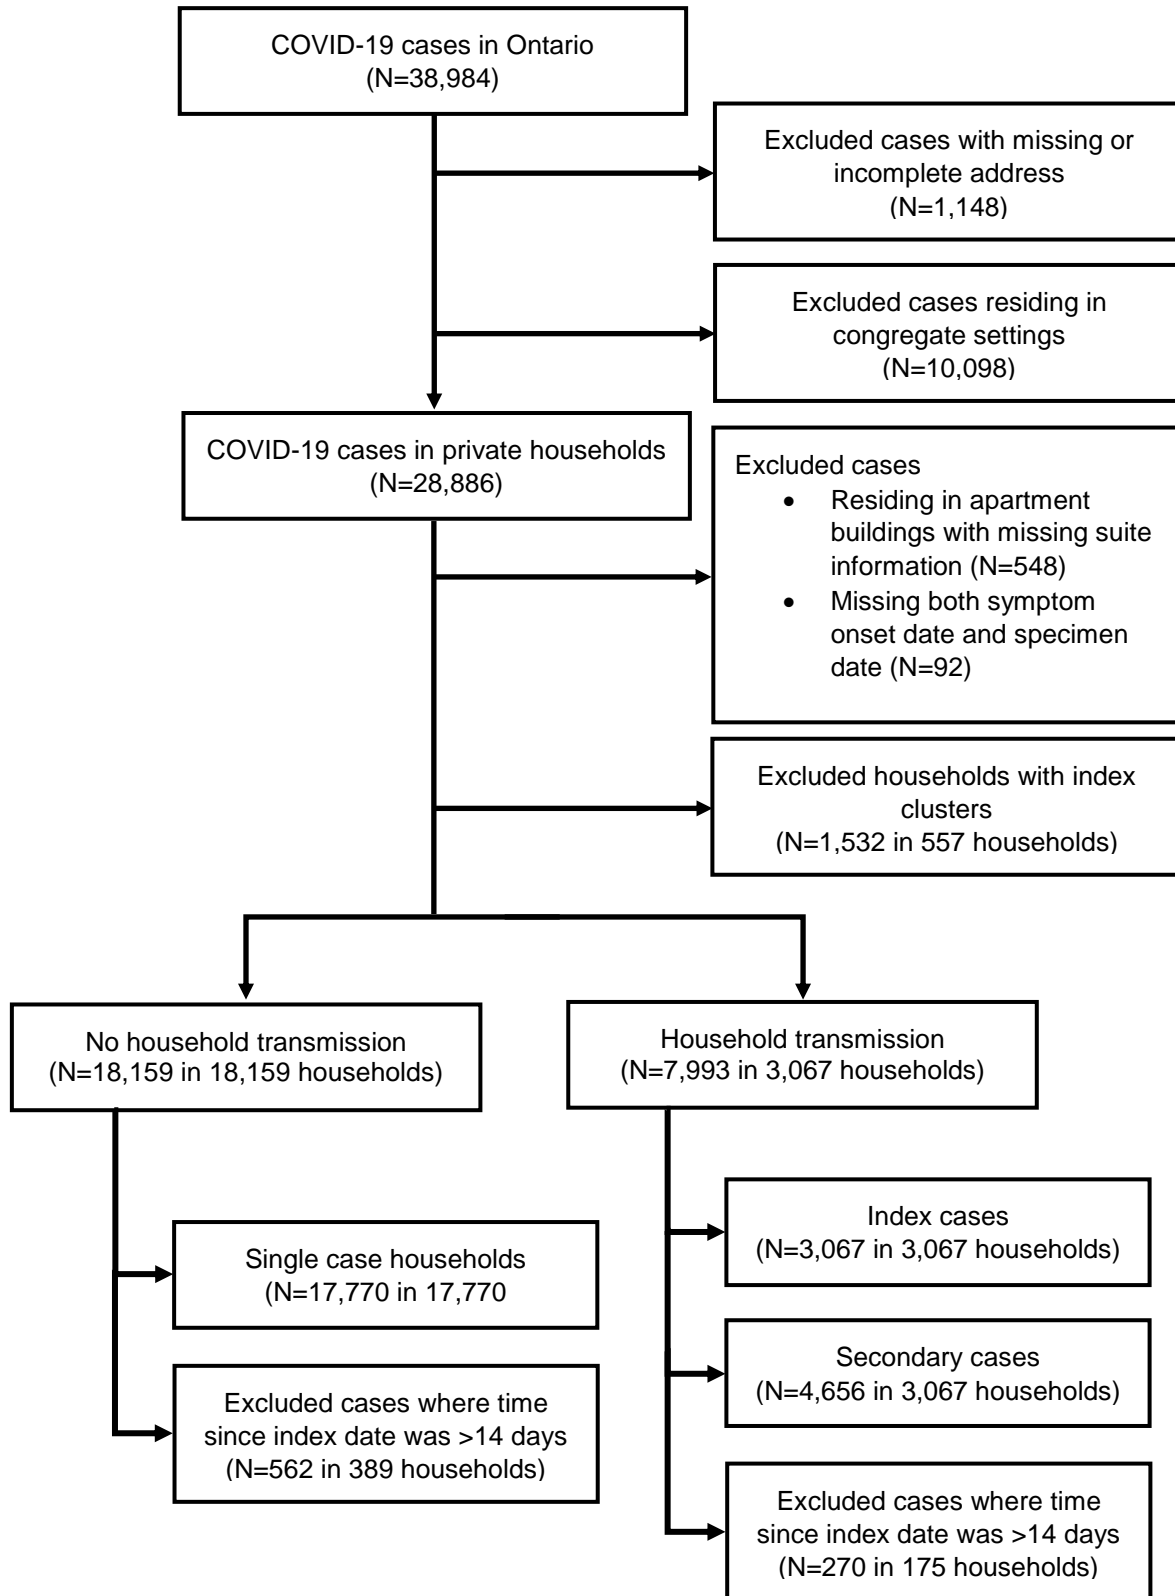 COVID-19 cases in Ontario
(N=38,984)
Excluded cases with missing or
incomplete address
(N=1,148)
Excluded cases residing in
congregate settings
(N=10,098)
COVID-19 cases in private households
(N=28,886)
Excluded cases
• Residing in apartment
buildings with missing suite
information (N=548)
• Missing both symptom
onset date and specimen
date (N=92)
Excluded households with index
clusters
(N=1,532 in 557 households)
No household transmission
(N=18,159 in 18,159 households)
Household transmission
(N=7,993 in 3,067 households)
Single case households
(N=17,770 in 17,770
Excluded cases where time
since index date was >14 days
(N=562 in 389 households)
Index cases
(N=3,067 in 3,067 households)
Secondary cases
(N=4,656 in 3,067 households)
Excluded cases where time
since index date was >14 days
(N=270 in 175 households)